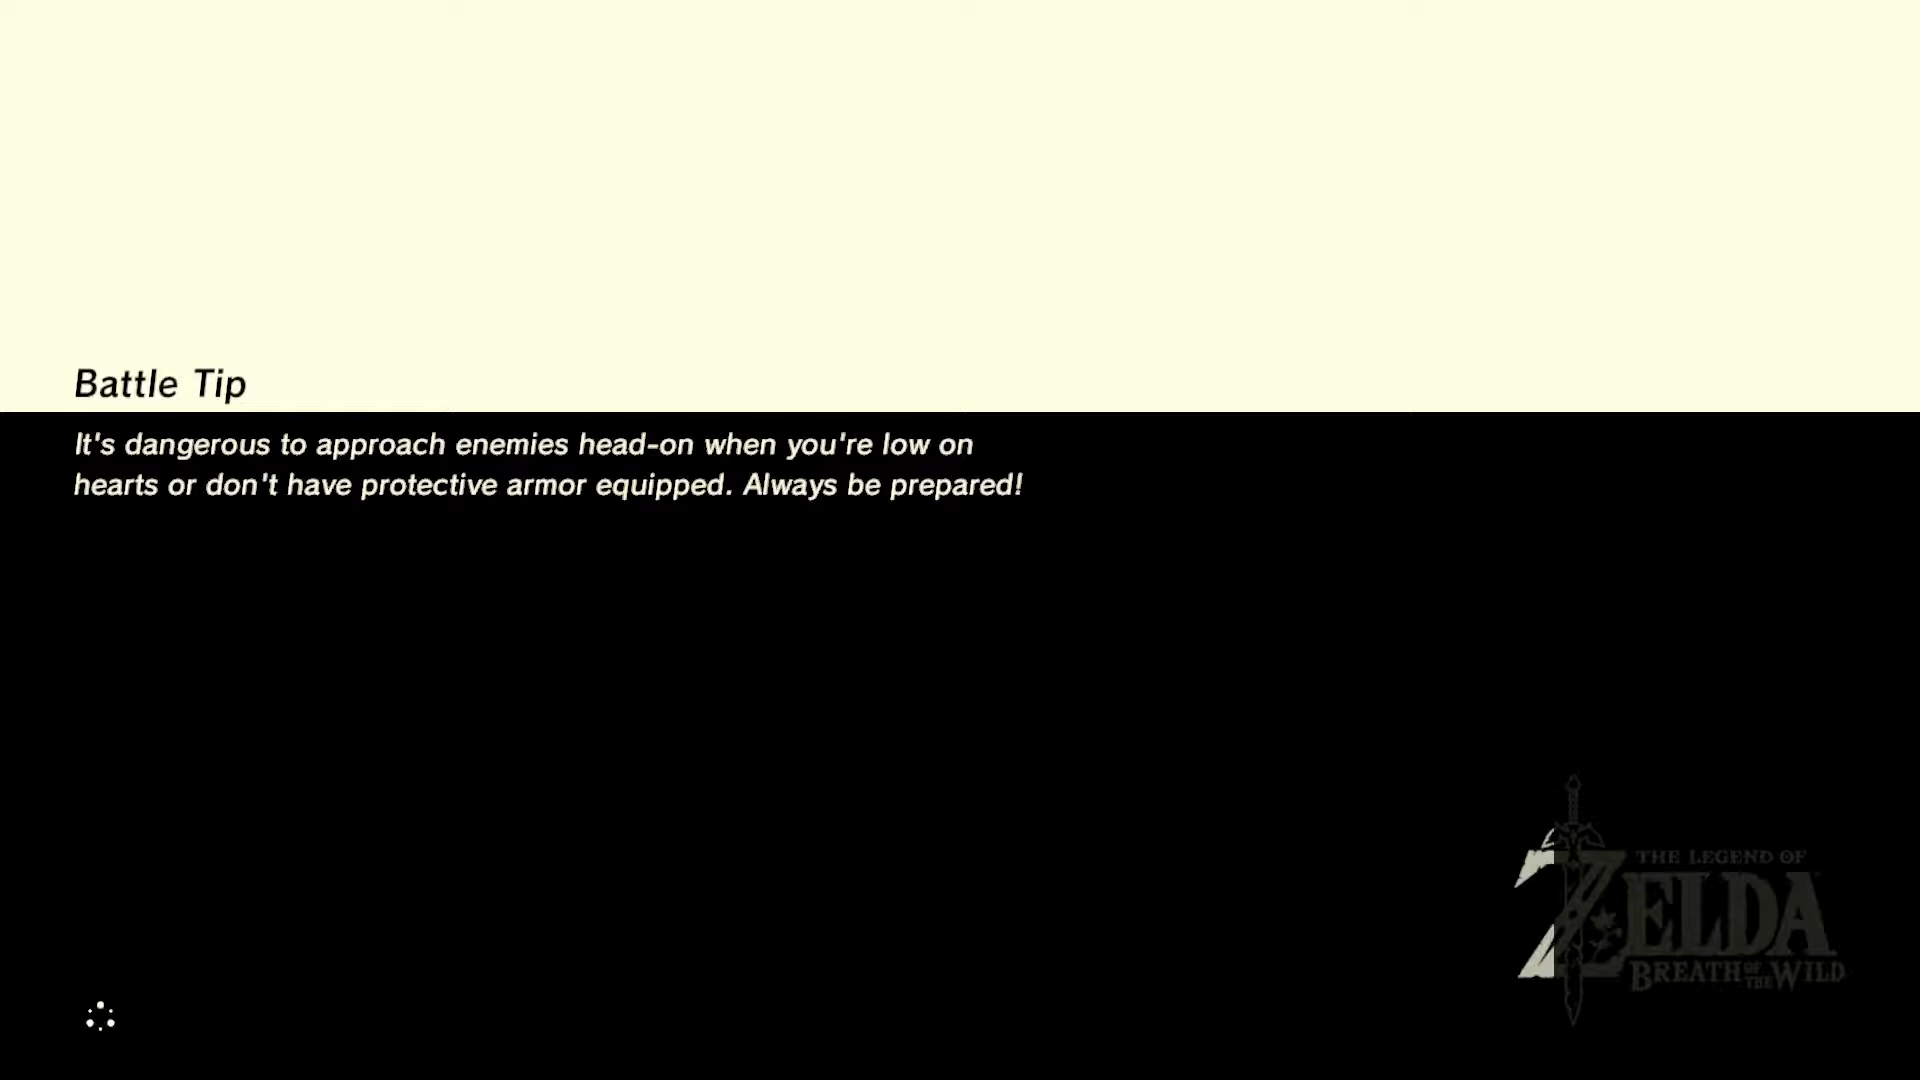 Battle Tip
It's dangerous to approach enemies head-on when you're low on
hearts or don't have protective armor equipped. Always be prepared!
THE LEGEND OF
ZELDA
BREATH OF THE WILD